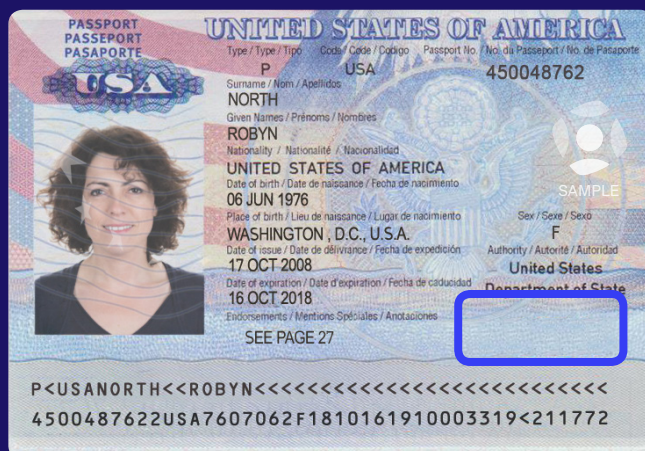 PASSPORT
PASSEPORT
PASAPORTE
USA
UNITED STATES OF AMERICA
Type / Type / Tipo Code / Code / Codigo Passport No. / No. du Passeport / No. de Pasaporte
P USA 450048762
Surname / Nom / Apellidos
NORTH
Given Names / Prénoms / Nombres
ROBYN
Nationality / Nationalité / Nacionalidad
UNITED STATES OF AMERICA
Date of birth / Date de naissance / Fecha de nacimiento
06 JUN 1976
Place of birth / Lieu de naissance / Lugar de nacimiento Sex / Sexe / Sexo
WASHINGTON , D.C., U.S.A. F
Date of issue / Date de délivrance / Fecha de expedición Authority / Autorité / Autoridad
17 OCT 2008 United States
Date of expiration / Date d'expiration / Fecha de caducidad Department of State
16 OCT 2018
Endorsements / Mentions Spéciales / Anotaciones
SEE PAGE 27
SAMPLE
P<USANORTH<<ROBYN<<<<<<<<<<<<<<<<<<<<<<<<<<<
4500487622USA7607062F1810161910003319<211772